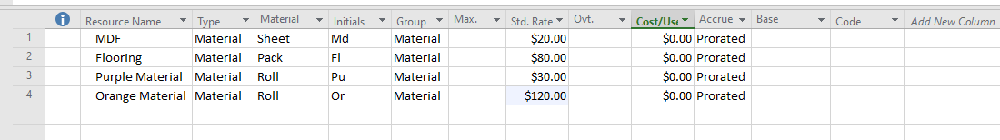 Resource Name Type Material Initials Group Max. Std. Rate Ovt. Cost/Use Accrue Base Code Add New Column
1 MDF Material Sheet Md Material $20.00 $0.00 Prorated
2 Flooring Material Pack Fl Material $80.00 $0.00 Prorated
3 Purple Material Material Roll Pu Material $30.00 $0.00 Prorated
4 Orange Material Material Roll Or Material $120.00 $0.00 Prorated